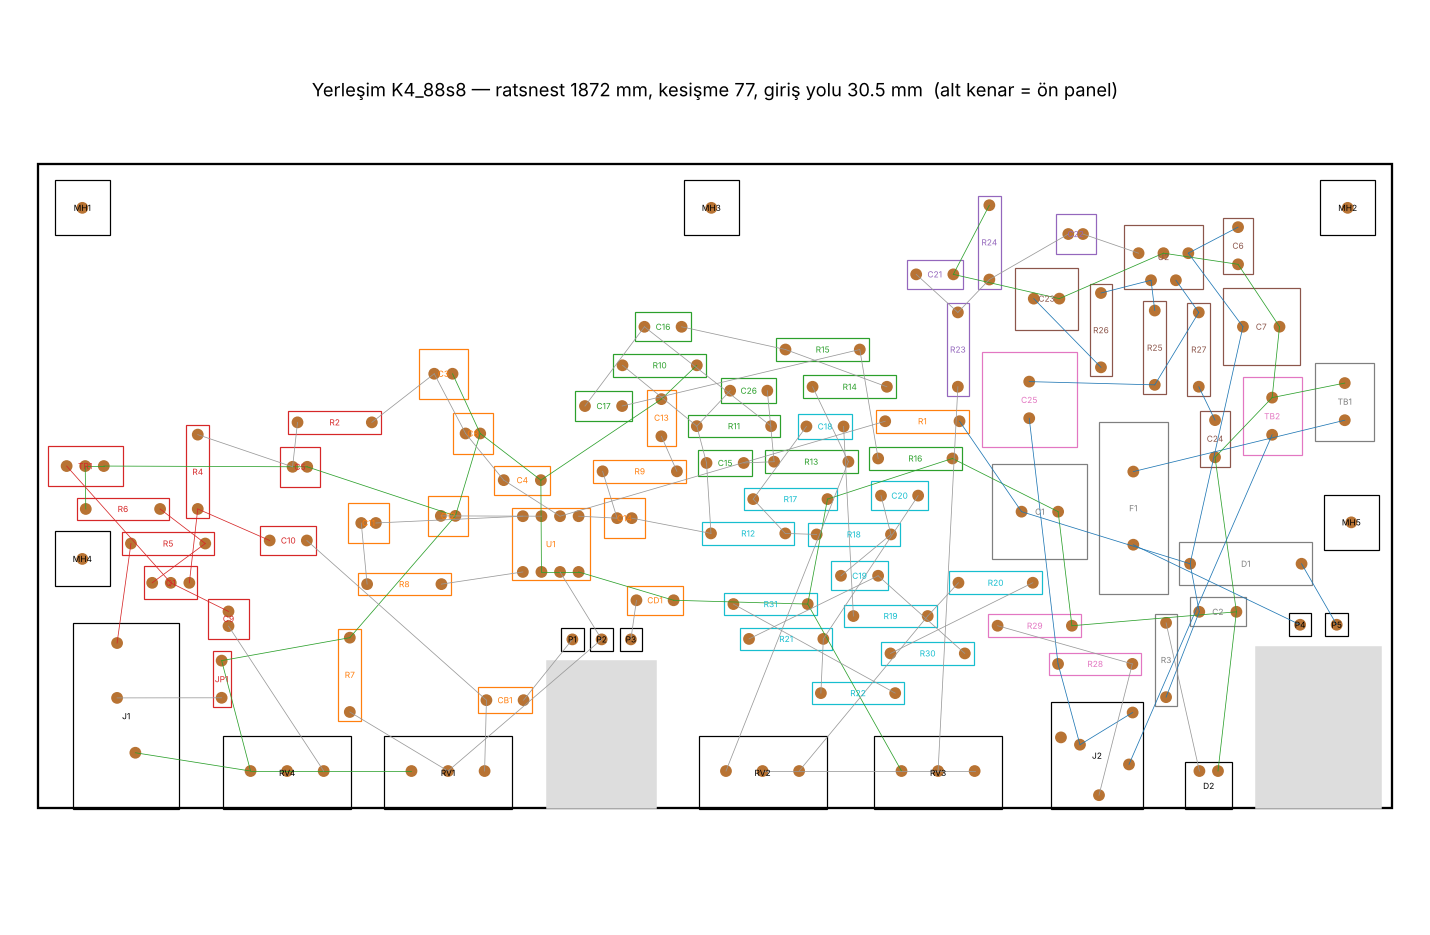 Yerleşim K4_88s8 — ratsnest 1872 mm, kesişme 77, giriş yolu 30.5 mm  (alt kenar = ön panel)
MH1
MH3
MH2
R24
C6
C21
C16
C7
R15
R23
R26
R25
R27
R10
R14
C26
C25
TB1
C17
C13
TB2
R2
R11
C18
R1
C24
R4
C15
R13
R16
R9
C4
R6
R17
C20
F1
C1
MH5
R12
R18
C10
R5
U1
MH4
D1
C19
R8
R20
CD1
R31
R19
C2
R29
P4
P5
P1
P2
P3
R21
R30
R3
R28
R7
JP1
R22
CB1
J1
J2
RV4
RV1
RV2
RV3
D2